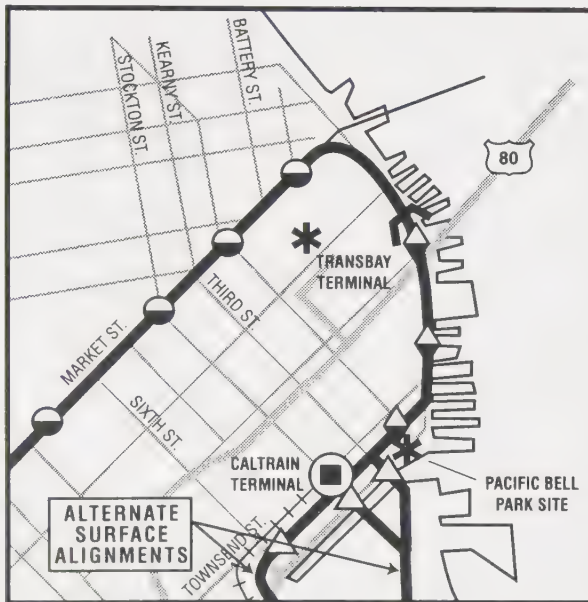 STOCKTON ST.
KEARNY ST.
BATTERY ST.
80
TRANSBAY
TERMINAL
THIRD ST.
MARKET ST.
SIXTH ST.
CALTRAIN
TERMINAL
PACIFIC BELL
PARK SITE
ALTERNATE
SURFACE
ALIGNMENTS
TOWNSAND ST.